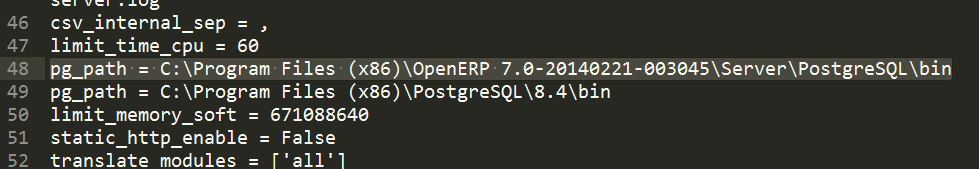 server.log
46 csv_internal_sep = ,
47 limit_time_cpu = 60
48 pg_path = C:\Program Files (x86)\OpenERP 7.0-20140221-003045\Server\PostgreSQL\bin
49 pg_path = C:\Program Files (x86)\PostgreSQL\8.4\bin
50 limit_memory_soft = 671088640
51 static_http_enable = False
52 translate_modules = ['all']